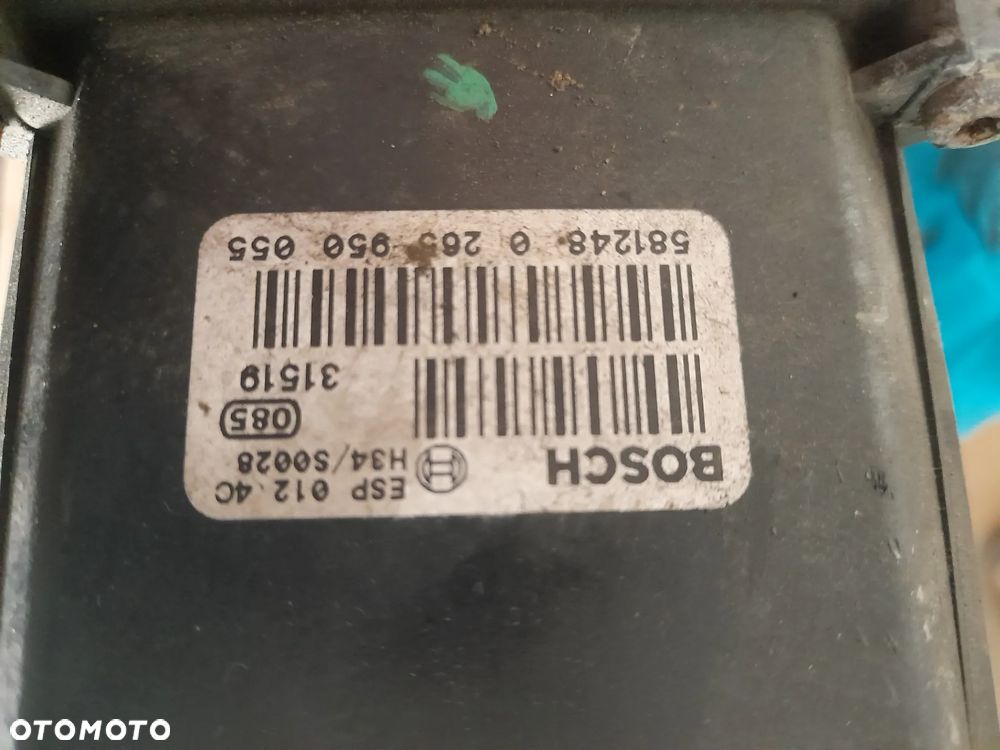 BOSCH
ESP 012 4C
H34/S0028
085
31519
581248 0 265 950 055
OTOMOTO